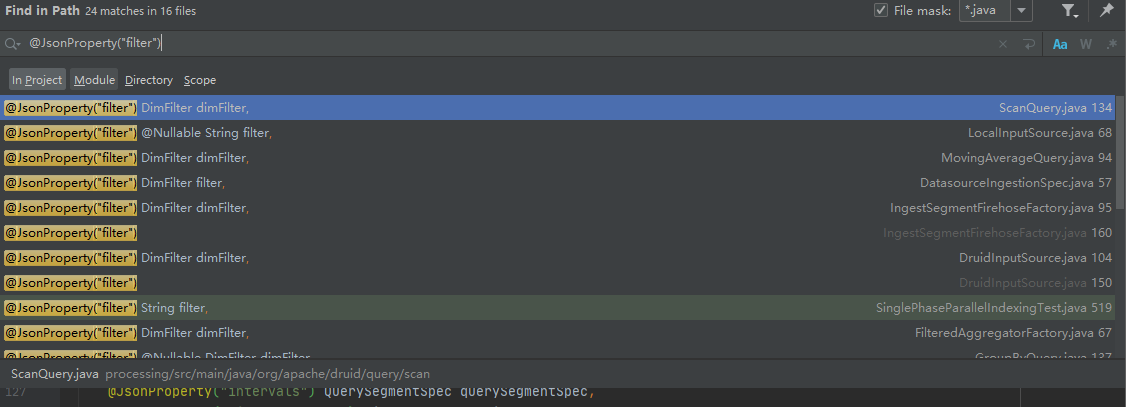 Find in Path 24 matches in 16 files File mask: *.java
@JsonProperty("filter") Aa W .*
In Project Module Directory Scope
@JsonProperty("filter") DimFilter dimFilter, ScanQuery.java 134
@JsonProperty("filter") @Nullable String filter, LocalInputSource.java 68
@JsonProperty("filter") DimFilter dimFilter, MovingAverageQuery.java 94
@JsonProperty("filter") DimFilter filter, DatasourceIngestionSpec.java 57
@JsonProperty("filter") DimFilter dimFilter, IngestSegmentFirehoseFactory.java 95
@JsonProperty("filter") IngestSegmentFirehoseFactory.java 160
@JsonProperty("filter") DimFilter dimFilter, DruidInputSource.java 104
@JsonProperty("filter") DruidInputSource.java 150
@JsonProperty("filter") String filter, SinglePhaseParallelIndexingTest.java 519
@JsonProperty("filter") DimFilter dimFilter, FilteredAggregatorFactory.java 67
@JsonProperty("filter") @Nullable DimFilter dimFilter, GroupByQuery.java 137
ScanQuery.java processing/src/main/java/org/apache/druid/query/scan
127 @JsonProperty("intervals") QuerySegmentSpec querySegmentSpec,